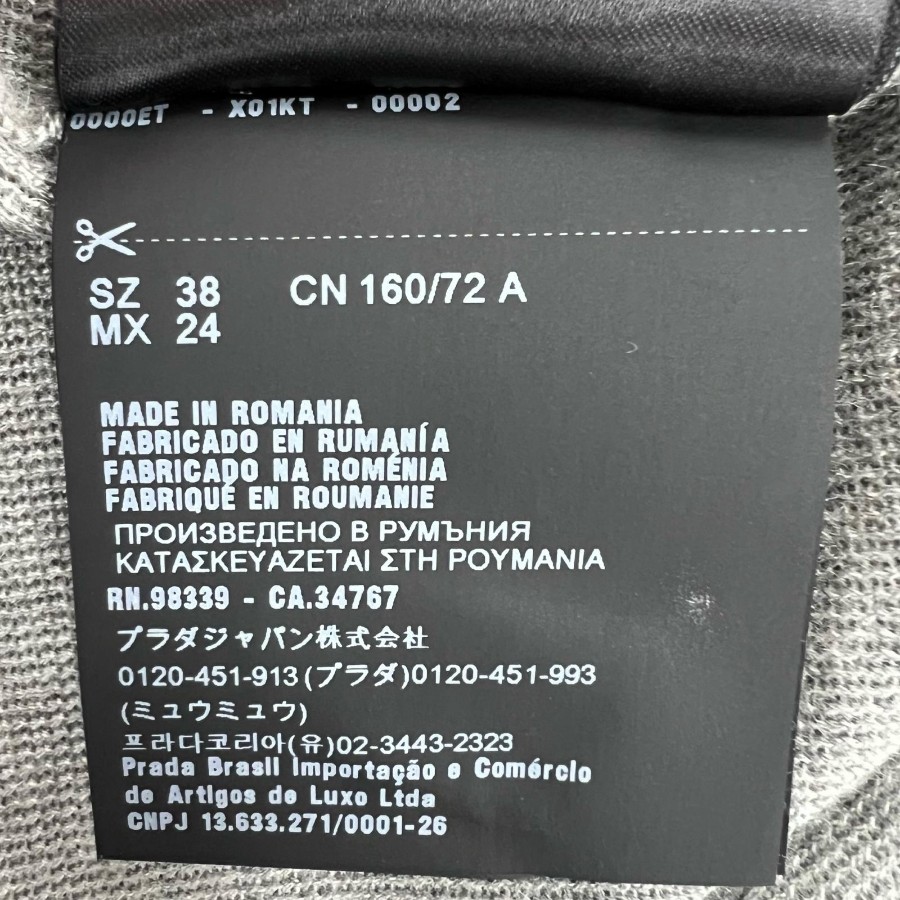 0000ET - X01KT - 00002
SZ 38 CN 160/72 A
MX 24
MADE IN ROMANIA
FABRICADO EN RUMANÍA
FABRICADO NA ROMÉNIA
FABRIQUÉ EN ROUMANIE
ПРОИЗВЕДЕНО В РУМЪНИЯ
ΚΑΤΑΣΚΕΥΑΖΕΤΑΙ ΣΤΗ ΡΟΥΜΑΝΙΑ
RN.98339 - CA.34767
プラダジャパン株式会社
0120-451-913(プラダ)0120-451-993
(ミュウミュウ)
프라다코리아(유)02-3443-2323
Prada Brasil Importação e Comércio
de Artigos de Luxo Ltda
CNPJ 13.633.271/0001-26